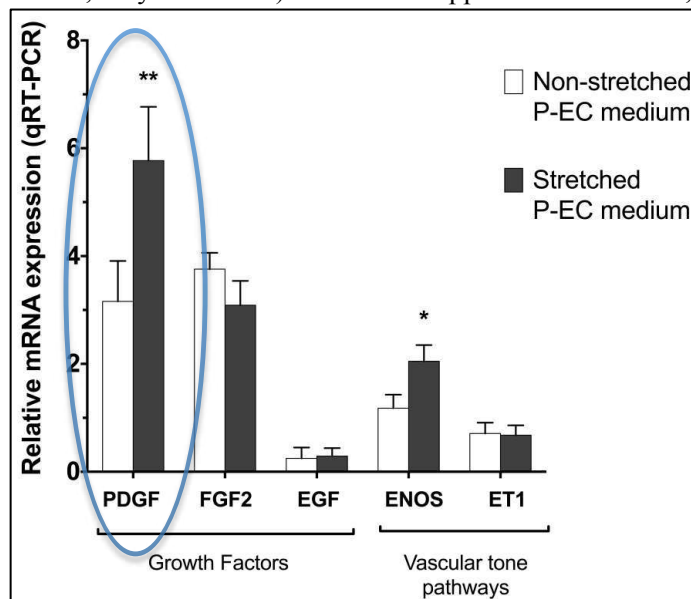 8
6
4
2
0
Relative mRNA expression (qRT-PCR)
**
*
Non-stretched
P-EC medium
Stretched
P-EC medium
PDGF FGF2 EGF ENOS ET1
Growth Factors
Vascular tone
pathways